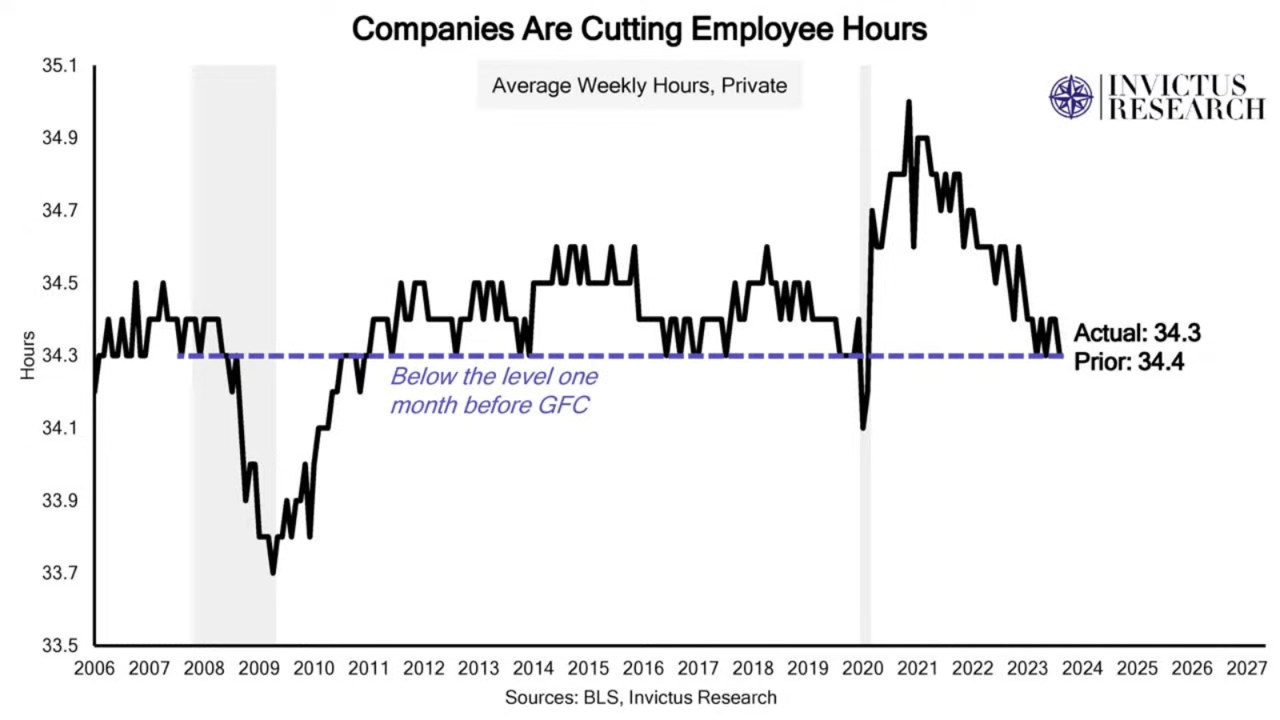 Companies Are Cutting Employee Hours
Average Weekly Hours, Private
INVICTUS
RESEARCH
35.1
34.9
34.7
34.5
34.3
34.1
33.9
33.7
33.5
Hours
Actual: 34.3
Prior: 34.4
Below the level one
month before GFC
2006 2007 2008 2009 2010 2011 2012 2013 2014 2015 2016 2017 2018 2019 2020 2021 2022 2023 2024 2025 2026 2027
Sources: BLS, Invictus Research